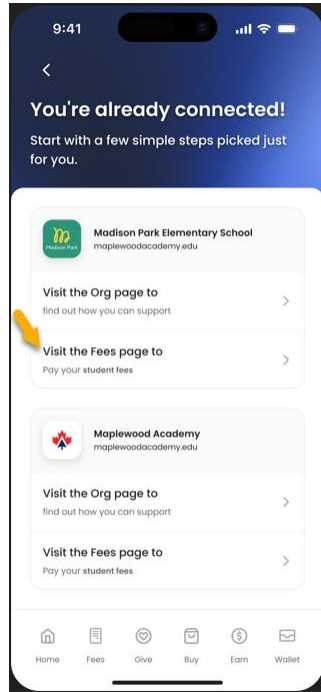 9:41
You're already connected!
Start with a few simple steps picked just
for you.
Madison Park
Madison Park Elementary School
maplewoodacademy.edu
Visit the Org page to
find out how you can support
Visit the Fees page to
Pay your student fees
Maplewood Academy
maplewoodacademy.edu
Visit the Org page to
find out how you can support
Visit the Fees page to
Pay your student fees
Home Fees Give Buy Earn Wallet